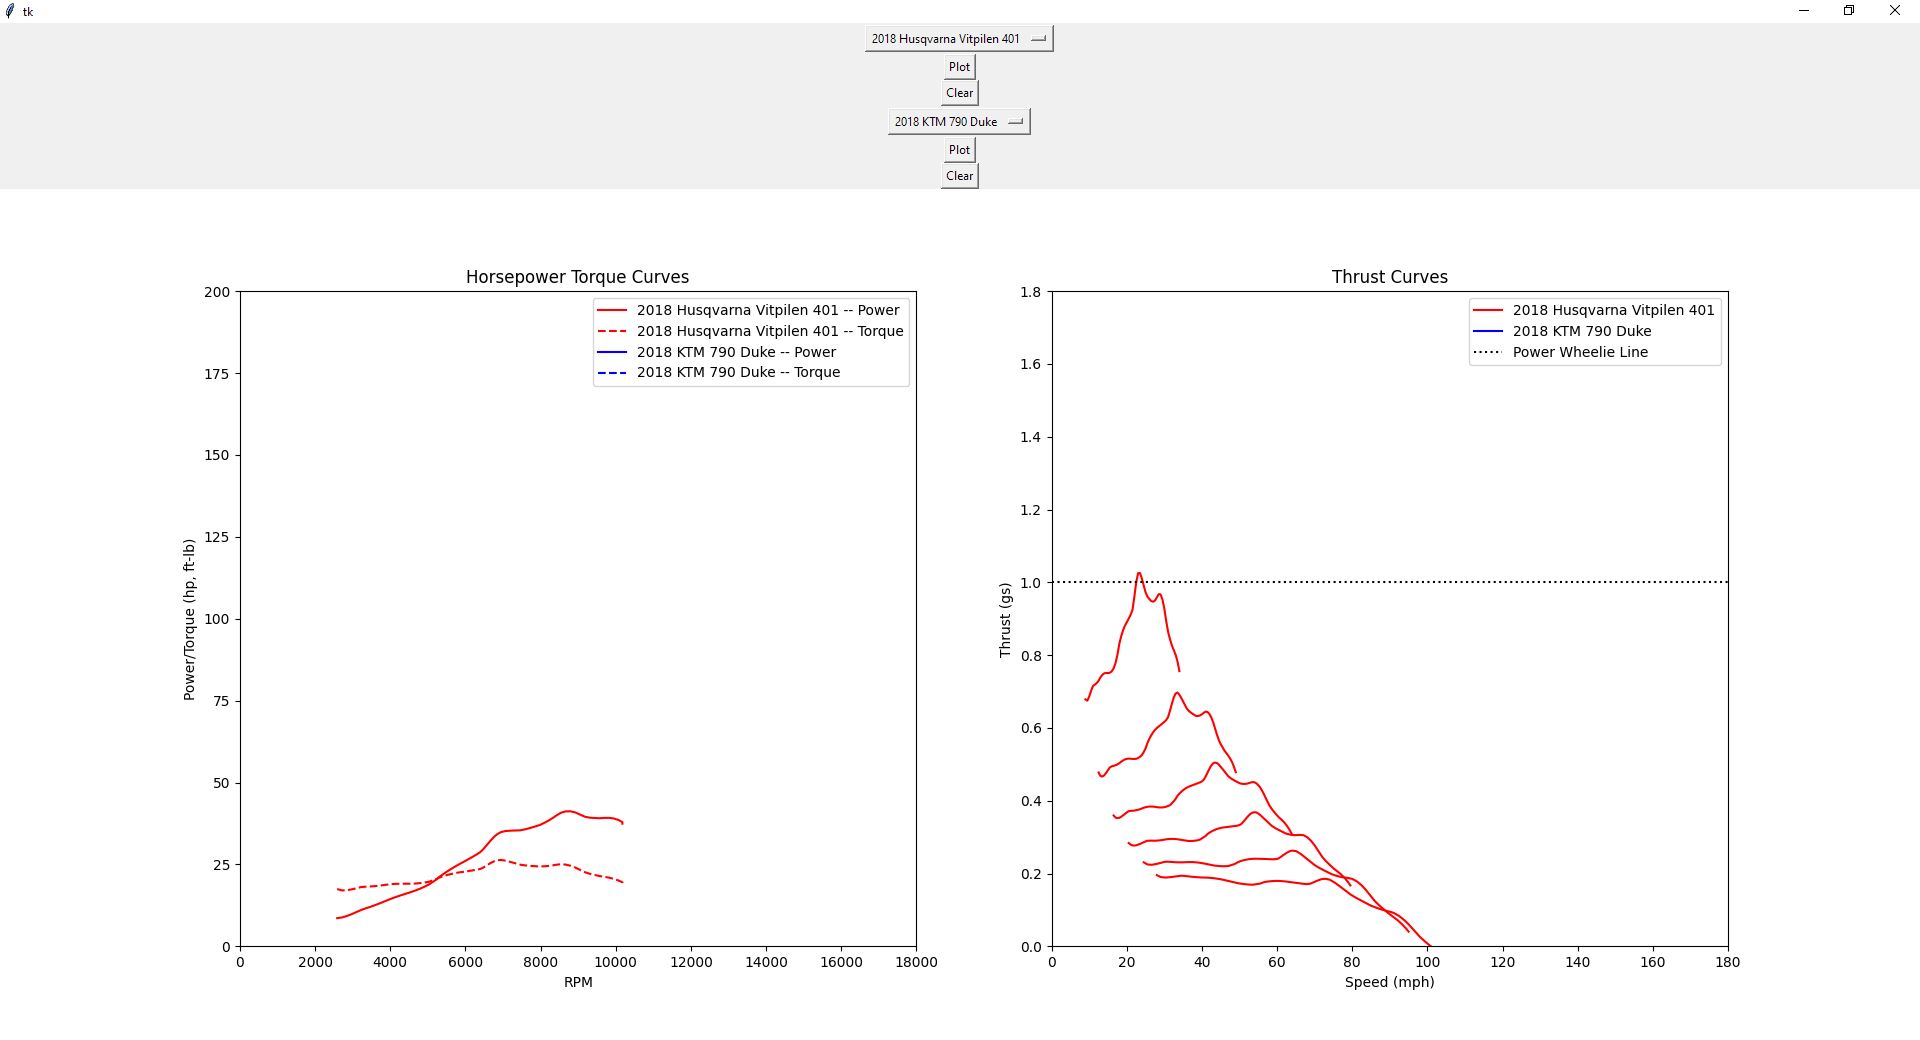 tk
2018 Husqvarna Vitpilen 401
Plot
Clear
2018 KTM 790 Duke
Plot
Clear
Horsepower Torque Curves
2018 Husqvarna Vitpilen 401 -- Power
2018 Husqvarna Vitpilen 401 -- Torque
2018 KTM 790 Duke -- Power
2018 KTM 790 Duke -- Torque
Power/Torque (hp, ft-lb)
200
175
150
125
100
75
50
25
0
0 2000 4000 6000 8000 10000 12000 14000 16000 18000
RPM
Thrust Curves
2018 Husqvarna Vitpilen 401
2018 KTM 790 Duke
Power Wheelie Line
Thrust (gs)
1.8
1.6
1.4
1.2
1.0
0.8
0.6
0.4
0.2
0.0
0 20 40 60 80 100 120 140 160 180
Speed (mph)